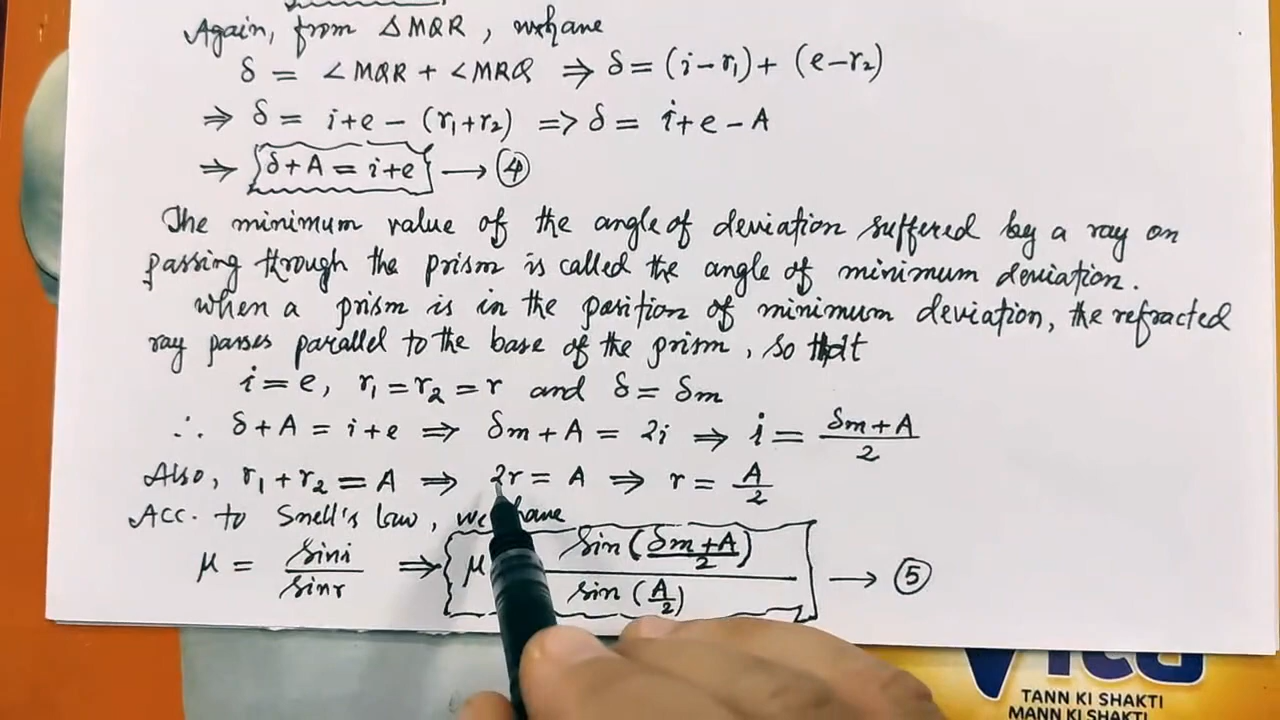 Again, from ΔMQR, we have
δ = ∠MQR + ∠MRQ ⇒ δ = (i-r₁) + (e-r₂)
⇒ δ = i+e - (r₁+r₂) => δ = i+e-A
⇒ δ+A = i+e → ④
The minimum value of the angle of deviation suffered by a ray on
passing through the prism is called the angle of minimum deviation.
when a prism is in the position of minimum deviation, the refracted
ray passes parallel to the base of the prism, so that
i=e, r₁=r₂=r and δ=δm
∴ δ+A = i+e ⇒ δm+A = 2i ⇒ i = (δm+A)/2
Also, r₁+r₂=A ⇒ 2r=A ⇒ r = A/2
Acc. to Snell's law, we have
μ = sini/sinr ⇒ μ sin(δm+A/2)/sin(A/2) → ⑤
TANN KI SHAKTI
MANN KI SHAKTI